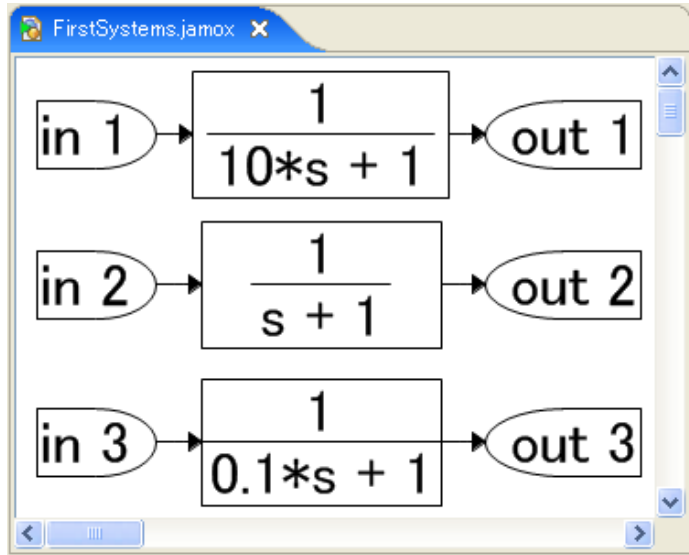 FirstSystems.jamox
in 1
1
10*s + 1
out 1
in 2
1
s + 1
out 2
in 3
1
0.1*s + 1
out 3